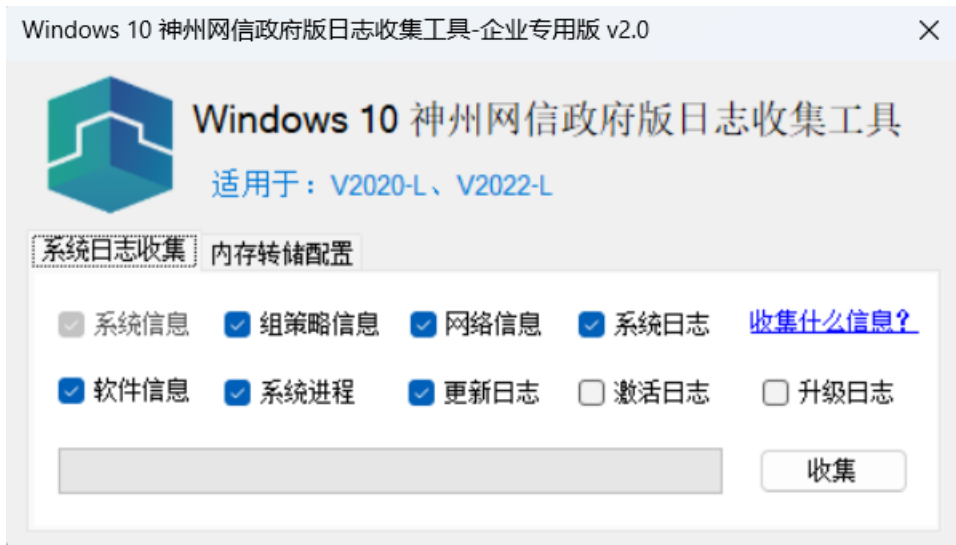 Windows 10 神州网信政府版日志收集工具-企业专用版 v2.0
Windows 10 神州网信政府版日志收集工具
适用于：V2020-L、V2022-L
系统日志收集 内存转储配置
系统信息 组策略信息 网络信息 系统日志 收集什么信息？
软件信息 系统进程 更新日志 激活日志 升级日志
收集